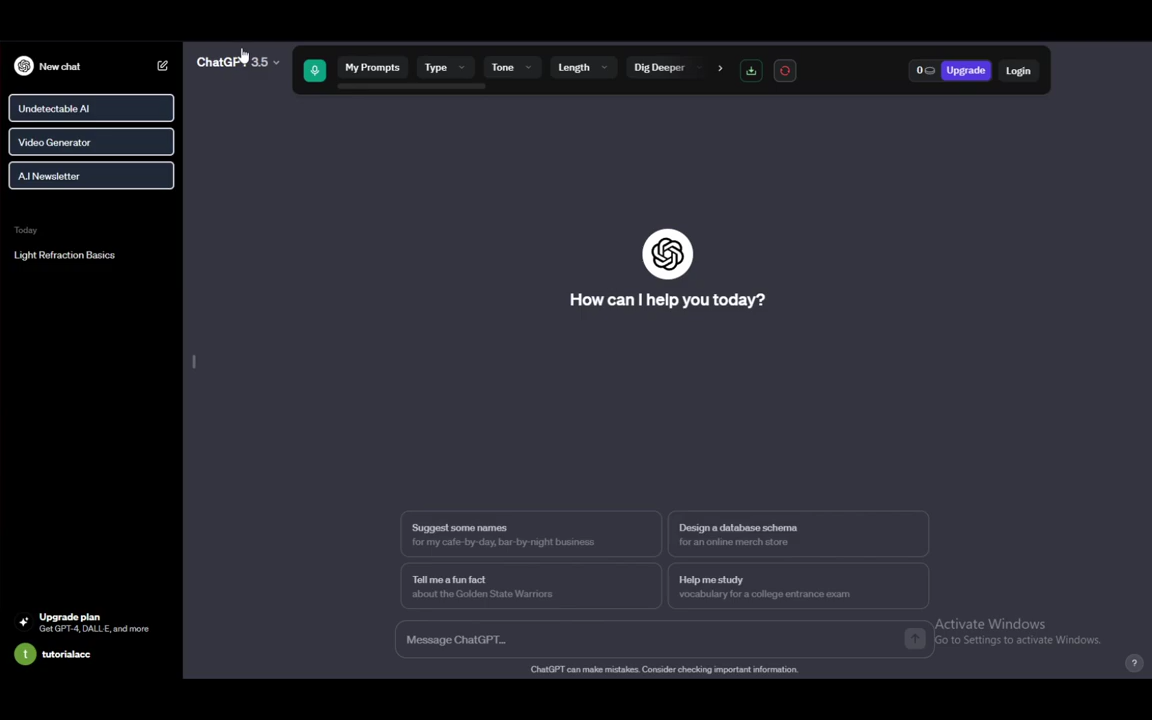 New chat
Undetectable AI
Video Generator
A.I Newsletter
Today
Light Refraction Basics
Upgrade plan
Get GPT-4, DALL·E, and more
t tutorialacc
ChatGPT 3.5
My Prompts Type Tone Length Dig Deeper
0 Upgrade Login
How can I help you today?
Suggest some names
for my cafe-by-day, bar-by-night business
Design a database schema
for an online merch store
Tell me a fun fact
about the Golden State Warriors
Help me study
vocabulary for a college entrance exam
Message ChatGPT...
ChatGPT can make mistakes. Consider checking important information.
Activate Windows
Go to Settings to activate Windows.
?